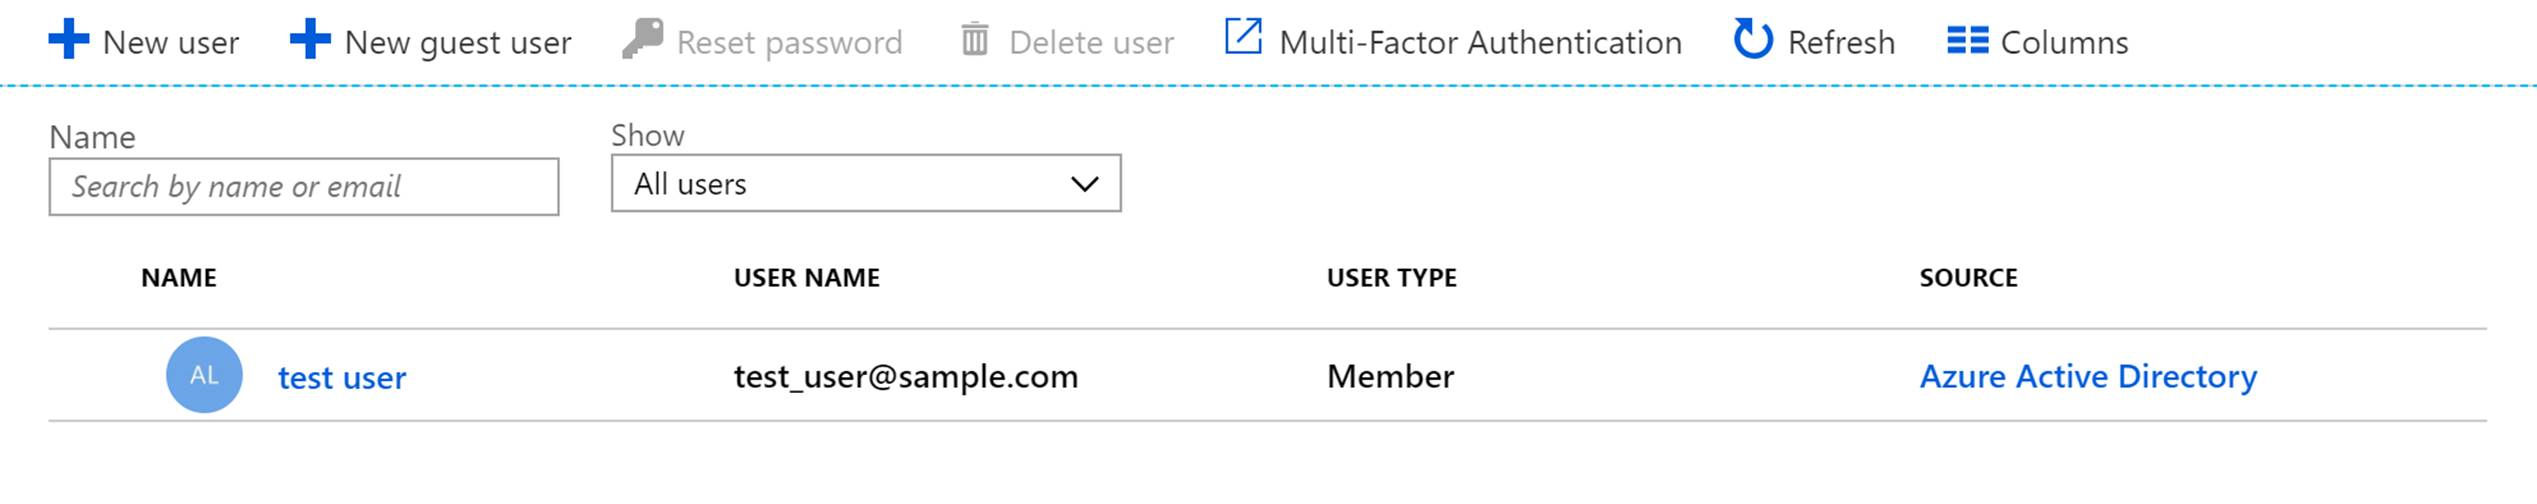 New user New guest user Reset password Delete user Multi-Factor Authentication Refresh Columns
Name Show
Search by name or email All users
NAME USER NAME USER TYPE SOURCE
AL test user test_user@sample.com Member Azure Active Directory